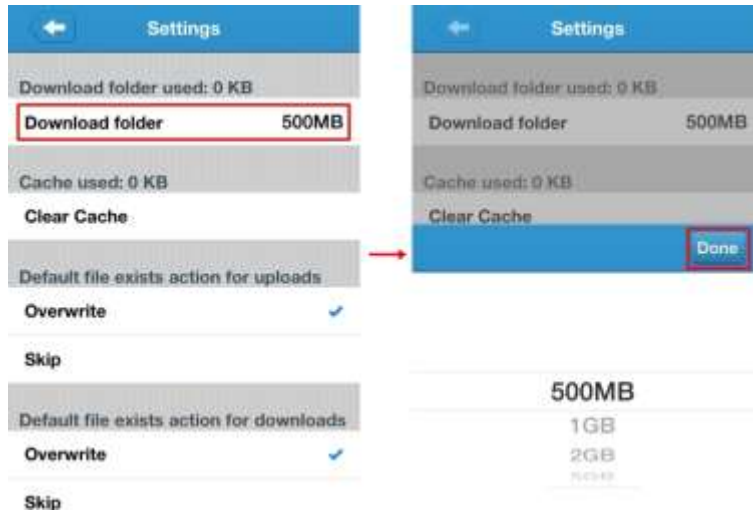 Settings
Download folder used: 0 KB
Download folder 500MB
Cache used: 0 KB
Clear Cache
Default file exists action for uploads
Overwrite
Skip
Default file exists action for downloads
Overwrite
Skip
Settings
Download folder used: 0 KB
Download folder 500MB
Cache used: 0 KB
Clear Cache
Done
500MB
1GB
2GB
5GB